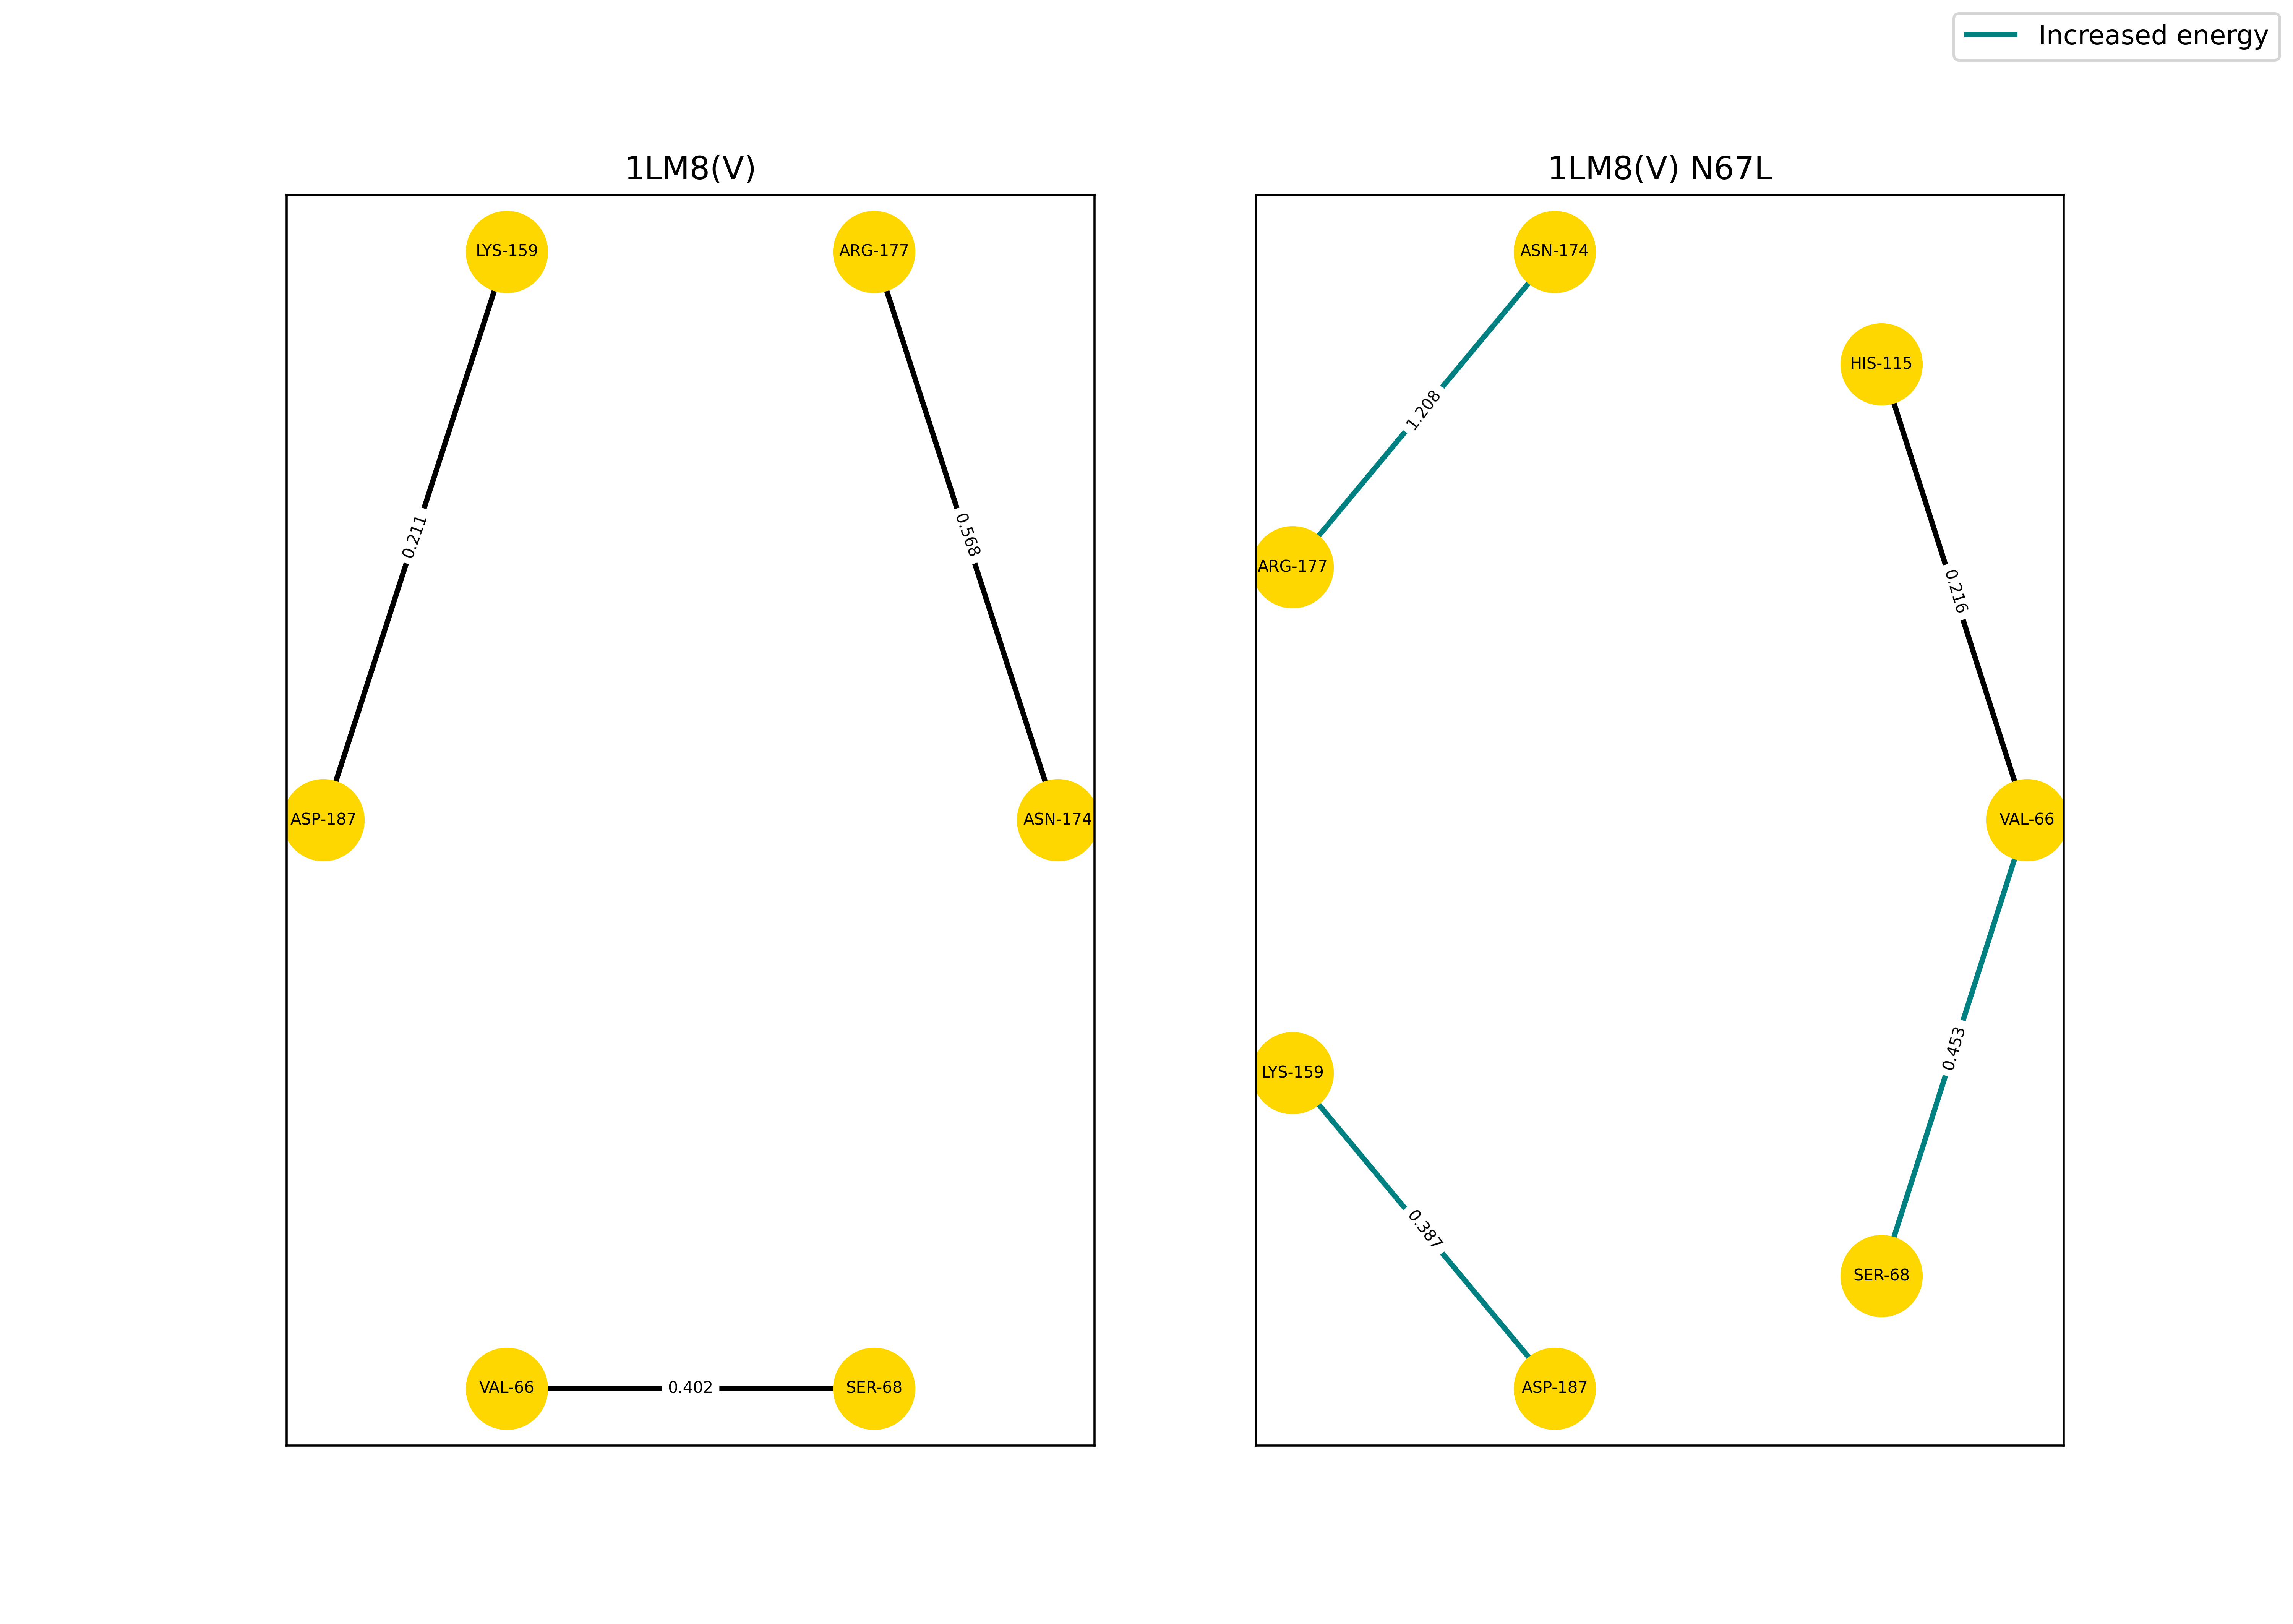 Increased energy
1LM8(V)
LYS-159
ARG-177
0.211
0.568
ASP-187
ASN-174
VAL-66
0.402
SER-68
1LM8(V) N67L
ASN-174
HIS-115
1.208
ARG-177
0.216
VAL-66
0.453
LYS-159
0.387
SER-68
ASP-187